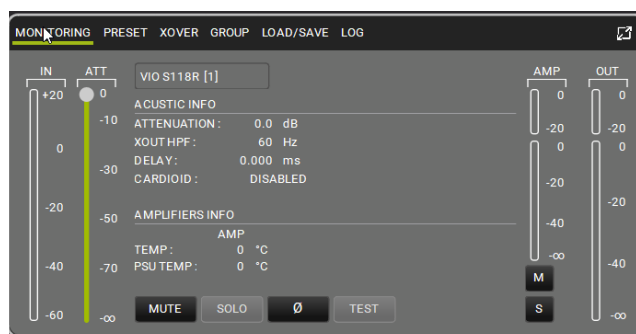 MONITORING PRESET XOVER GROUP LOAD/SAVE LOG
IN ATT VIO S118R [1] AMP OUT
+20 0 0 0
ACUSTIC INFO
-10 ATTENUATION : 0.0 dB -20 -20
0 XOUT HPF : 60 Hz 0 0
-30 DELAY : 0.000 ms
CARDIOID : DISABLED -20
-20 -50 AMPLIFIERS INFO -40 -20
AMP
TEMP : 0 °C -∞
-40 -70 PSU TEMP : 0 °C -40
M
-60 -∞ MUTE SOLO Ø TEST S -∞